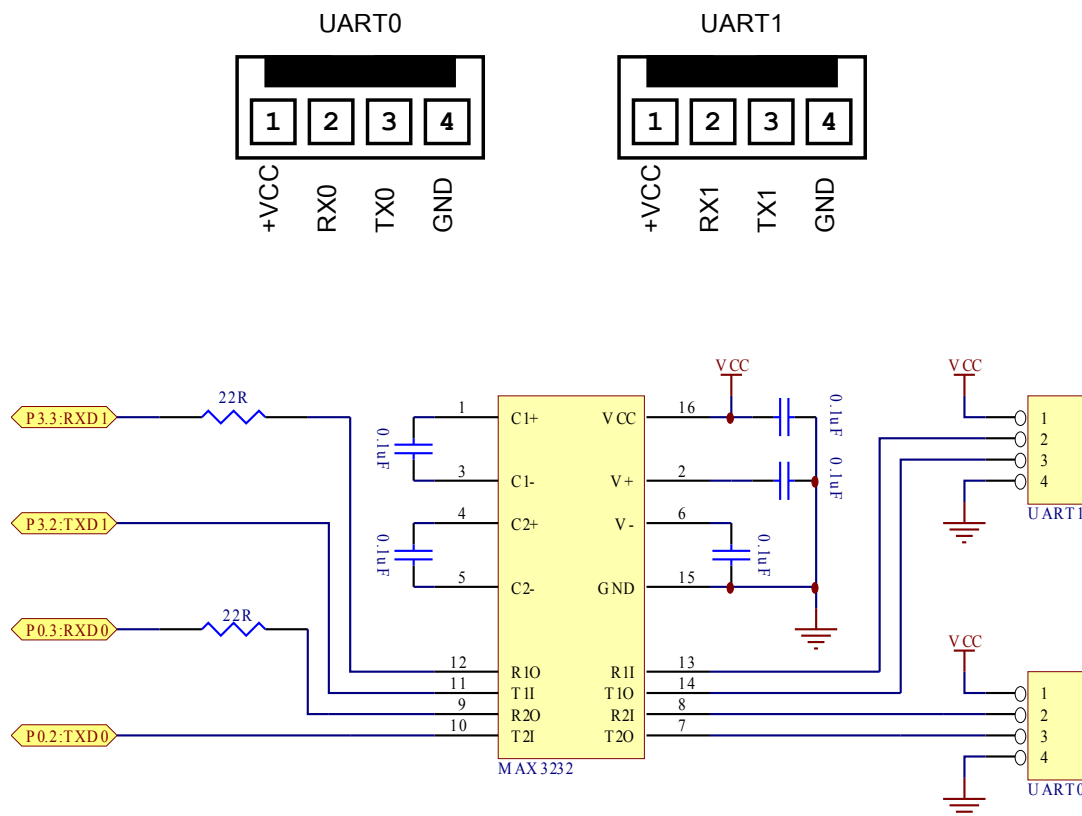 UART0 UART1
1 2 3 4 1 2 3 4
+VCC RX0 TX0 GND +VCC RX1 TX1 GND
VCC VCC
P3.3:RXD1 22R 1 C1+ VCC 16 0.1uF 1
0.1uF 2
3 C1- V+ 2 0.1uF 3
4
P3.2:TXD1 4 C2+ V- 6 UART1
0.1uF 0.1uF
5 C2- GND 15
P0.3:RXD0 22R VCC
12 R1O R1I 13
11 T1I T1O 14 1
9 R2O R2I 8 2
P0.2:TXD0 10 T2I T2O 7 3
4
MAX3232 UART0